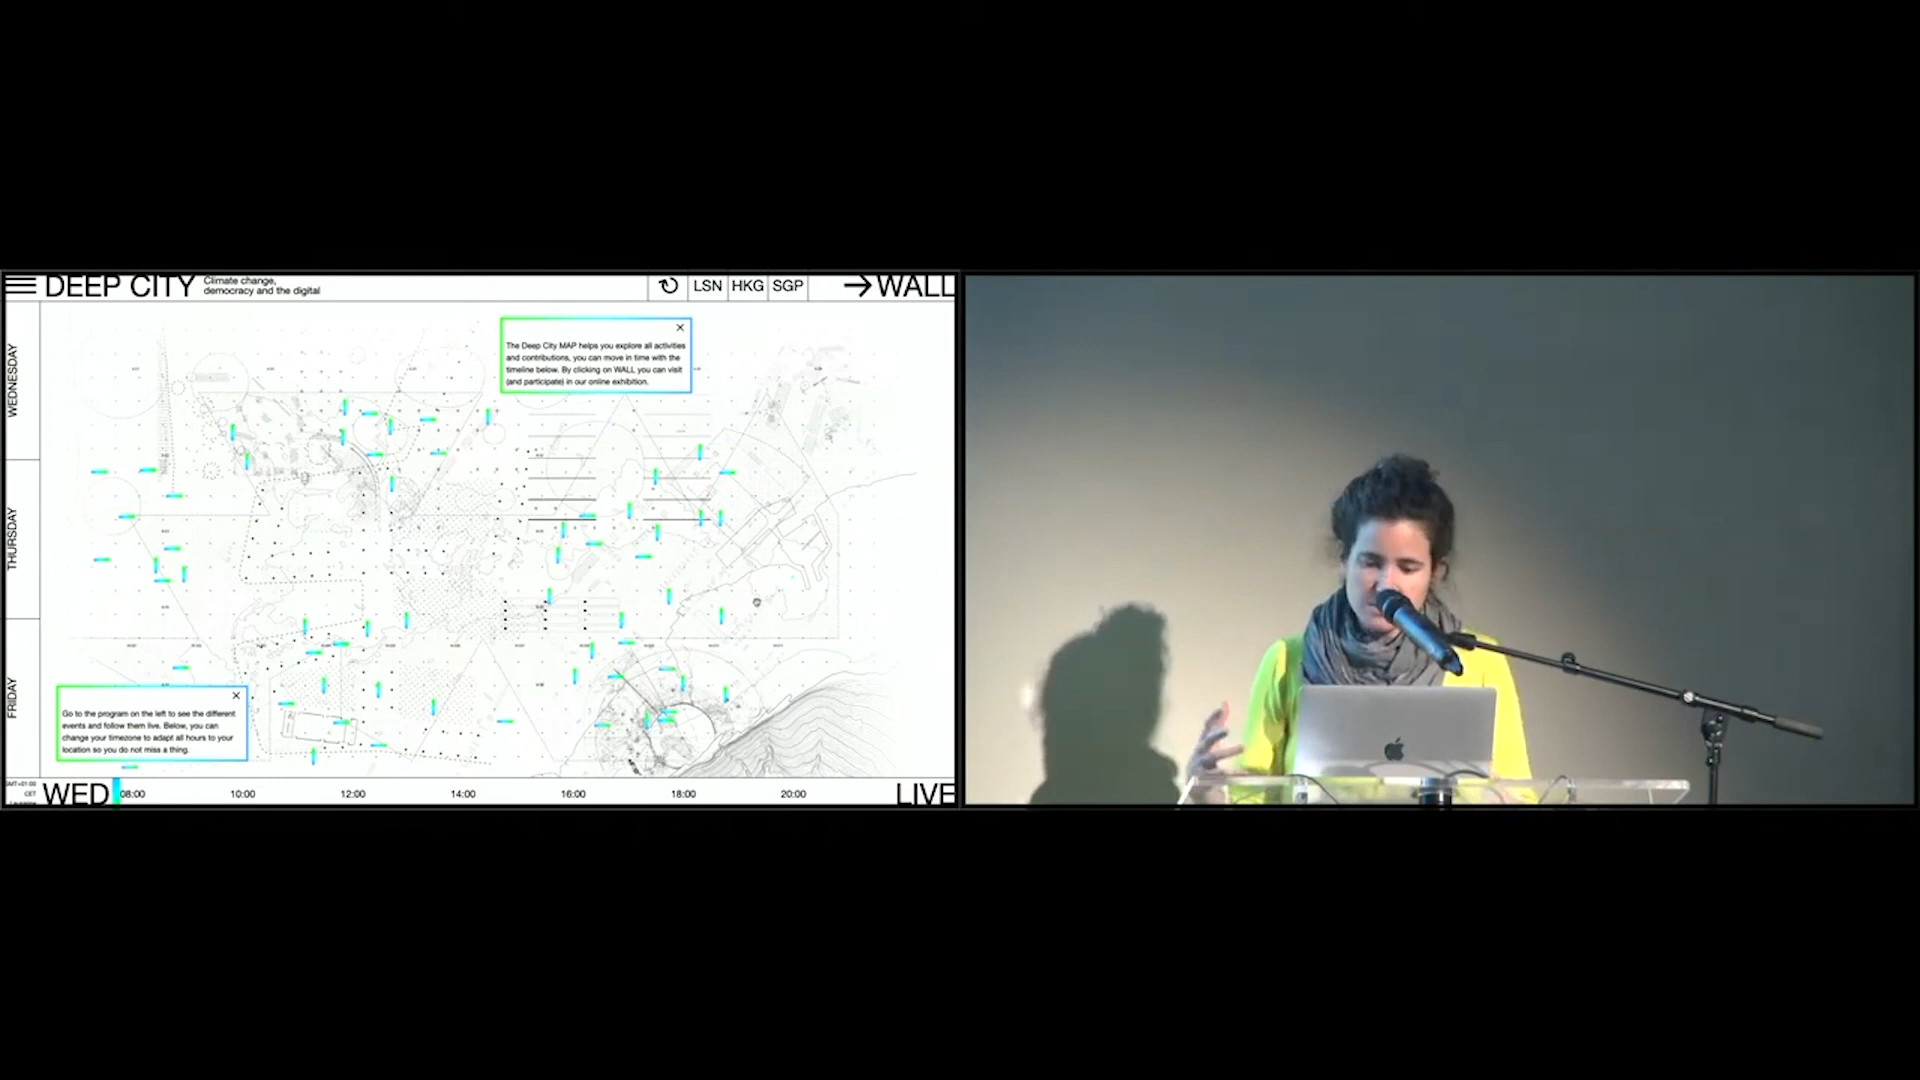 DEEP CITY
Climate change,
democracy and the digital
LSN HKG SGP
→WALL
WEDNESDAY
THURSDAY
FRIDAY
The Deep City MAP helps you explore all activities
and contributions, you can move in time with the
timeline below. By clicking on WALL you can visit
(and participate) in our online exhibition.
Go to the program on the left to see the different
events and follow them live. Below, you can
change your timezone to adapt all hours to your
location so you do not miss a thing.
GMT+01:00
CET
WED
08:00 10:00 12:00 14:00 16:00 18:00 20:00
LIVE